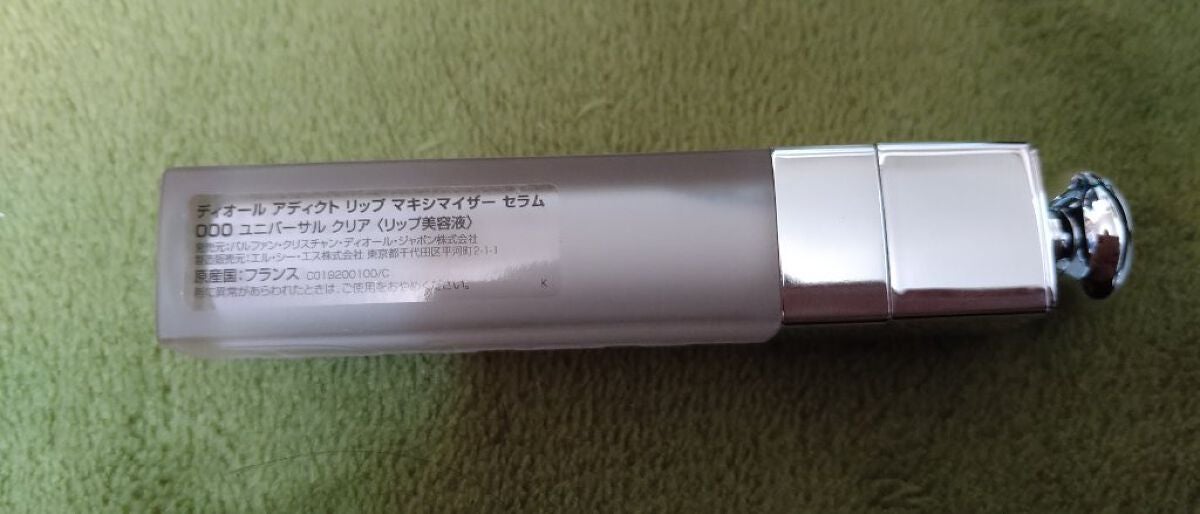 ディオール アディクト リップ マキシマイザー セラム
000 ユニバーサル クリア〈リップ美容液〉
発売元:パルファン・クリスチャン・ディオール・ジャポン株式会社
製造販売元:エル・シー・エス株式会社 東京都千代田区平河町2-1-1
原産国:フランス C019200100/C
唇に異常があらわれたときは、ご使用をおやめください。 K